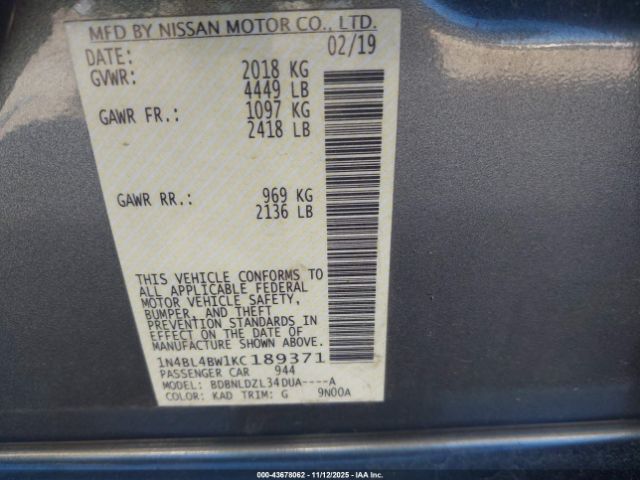 MFD BY NISSAN MOTOR CO., LTD.
DATE: 02/19
GVWR: 2018 KG
4449 LB
GAWR FR.: 1097 KG
2418 LB
GAWR RR.: 969 KG
2136 LB
THIS VEHICLE CONFORMS TO
ALL APPLICABLE FEDERAL
MOTOR VEHICLE SAFETY,
BUMPER, AND THEFT
PREVENTION STANDARDS IN
EFFECT ON THE DATE OF
MANUFACTURE SHOWN ABOVE.
1N4BL4BW1KC189371
PASSENGER CAR 944
MODEL: BDBNLDZL34DUA----A
COLOR: KAD TRIM: G 9N00A
000-43678062 - 11/12/2025 - IAA Inc.